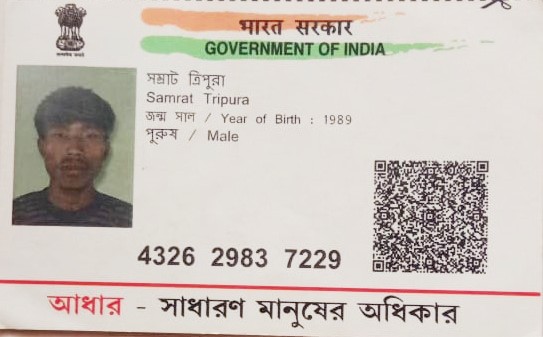 भारत सरकार
GOVERNMENT OF INDIA
সম্রাট ত্রিপুরা
Samrat Tripura
জন্ম সাল / Year of Birth : 1989
পুরুষ / Male
4326 2983 7229
আধার - সাধারণ মানুষের অধিকার